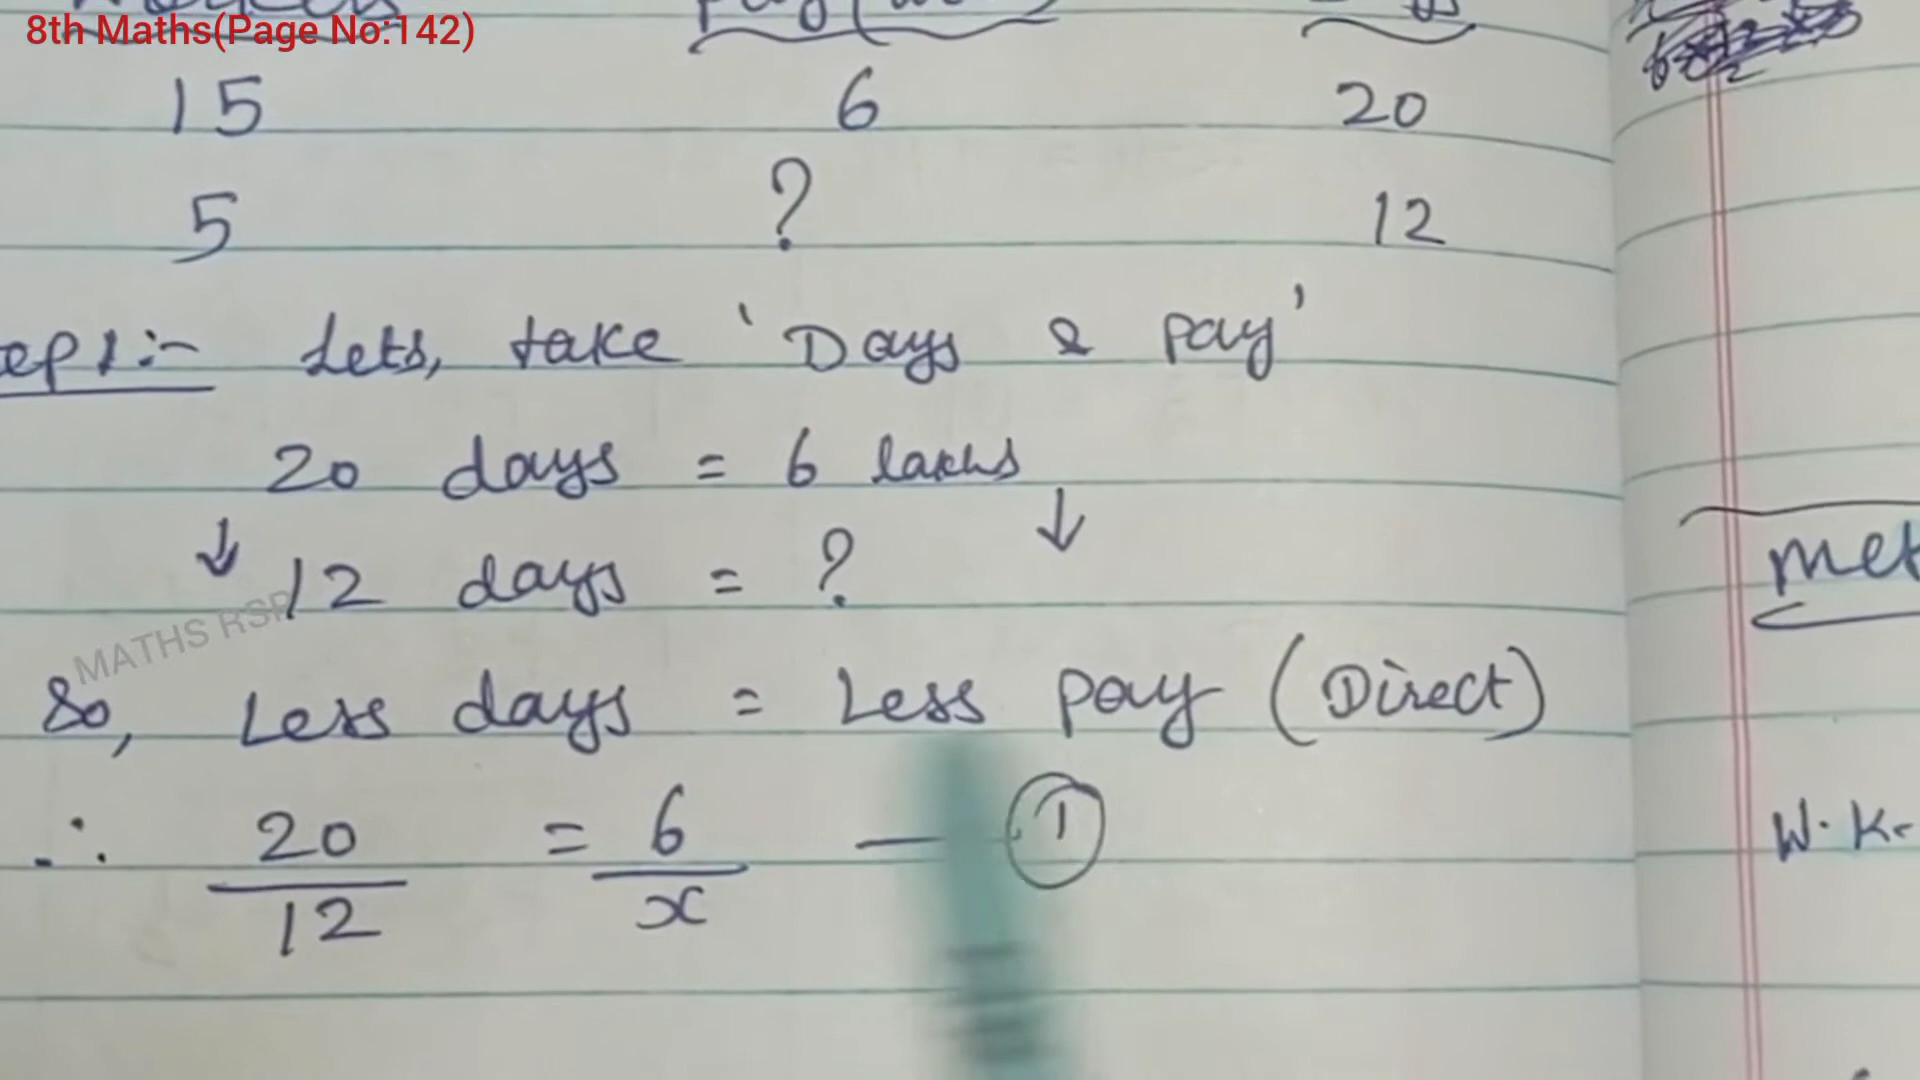 8th Maths(Page No:142)
15 6 20
5 ? 12
ep1:- Lets, take 'Days & Pay'
20 days = 6 lakhs
↓ ↓
12 days = ?
MATHS RSP
So, Less days = Less pay (Direct)
∴ 20/12 = 6/x — ①
Met
W. K